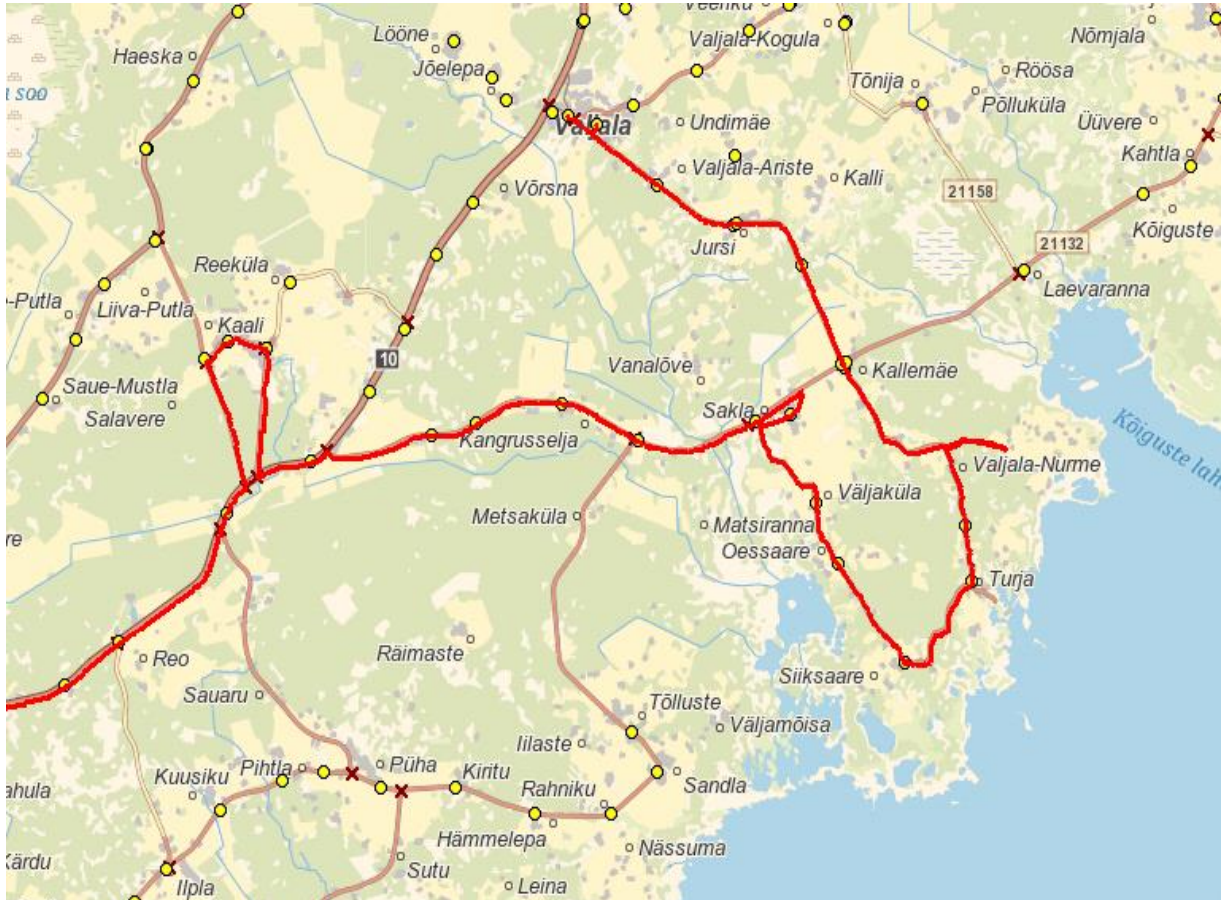 Veeriku
Lööne
Valjala-Kogula
Nõmjala
Haeska
Jõelepa
Röösa
Tõnija
Põlluküla
soo
Valjala
Undimäe
Üüvere
Kahtla
Valjala-Ariste
Kalli
Võrsna
21158
Kõiguste
Jursi
21132
Reeküla
Laevaranna
-Putla
Liiva-Putla
Kaali
10
Vanalõve
Kallemäe
Saue-Mustla
Salavere
Sakla
Kangrusselja
Kõiguste lah
Valjala-Nurme
Väljaküla
Metsaküla
Matsiranna
re
Oessaare
Turja
Räimaste
Reo
Siiksaare
Sauaru
Tõlluste
Väljamõisa
Iilaste
Püha
Pihtla
Kiritu
Kuusiku
Sandla
ahula
Rahniku
Hämmelepa
Nässuma
Kärdu
Sutu
Ilpla
Leina